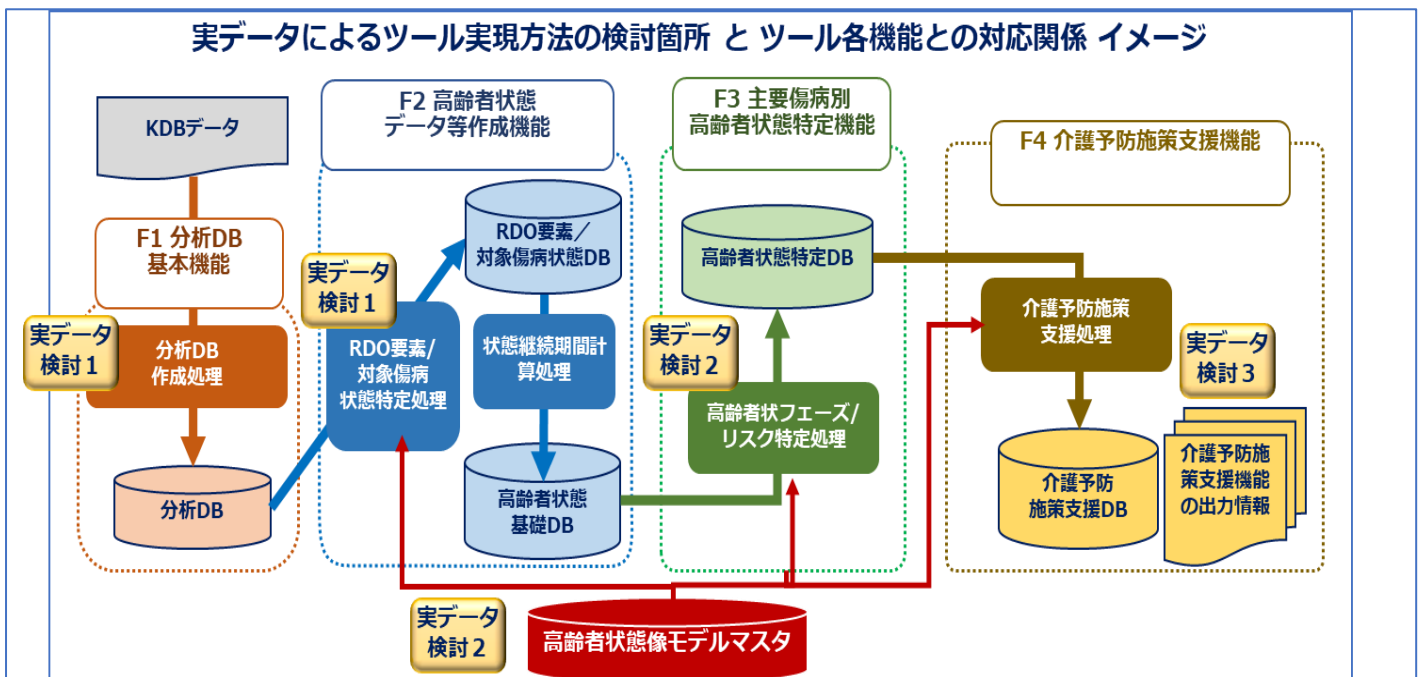 実データによるツール実現方法の検討箇所 と ツール各機能との対応関係 イメージ
KDBデータ
F1 分析DB
基本機能
実データ
検討１
分析DB
作成処理
分析DB
F2 高齢者状態
データ等作成機能
実データ
検討１
RDO要素/
対象傷病
状態特定処理
RDO要素／
対象傷病状態DB
状態継続期間計
算処理
高齢者状態
基礎DB
F3 主要傷病別
高齢者状態特定機能
高齢者状態特定DB
実データ
検討２
高齢者状フェーズ/
リスク特定処理
F4 介護予防施策支援機能
介護予防施策
支援処理
実データ
検討３
介護予防
施策支援DB
介護予防施
策支援機能
の出力情報
実データ
検討２
高齢者状態像モデルマスタ